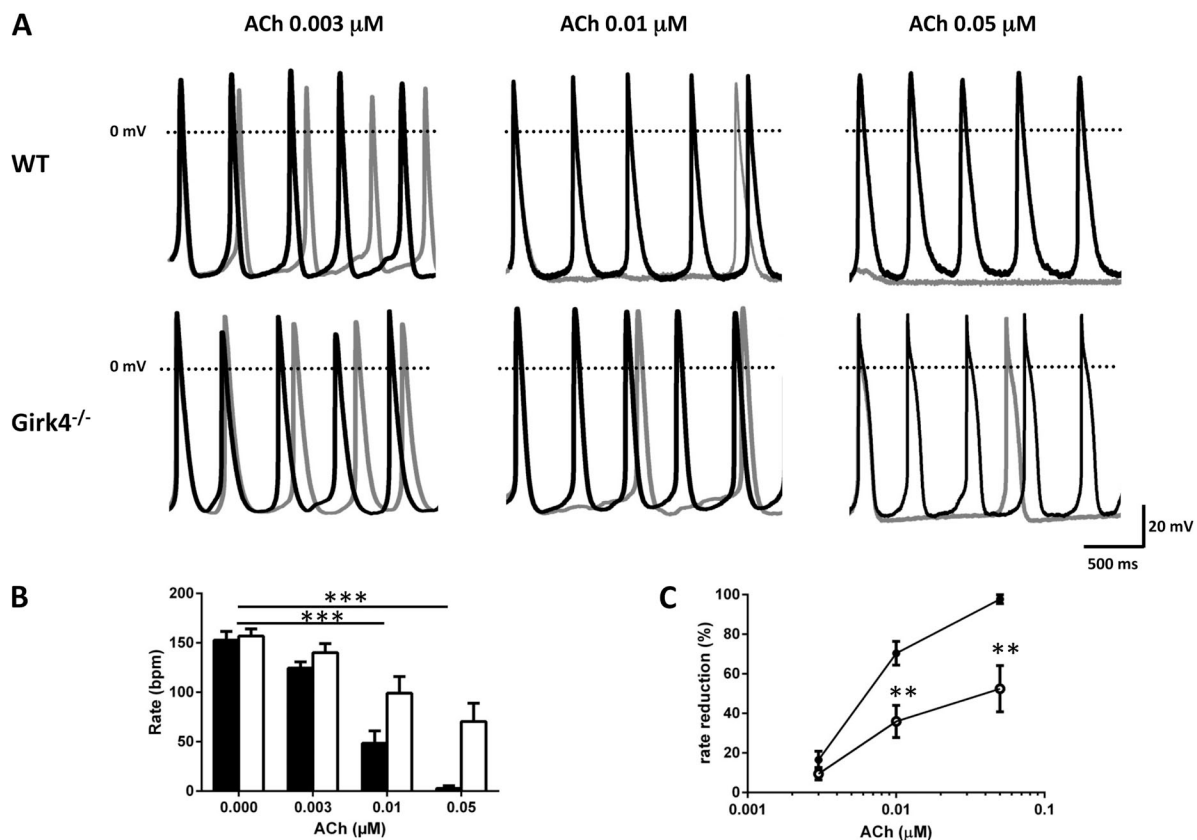 A
ACh 0.003 μM
ACh 0.01 μM
ACh 0.05 μM
0 mV
WT
0 mV
Girk4-/-
20 mV
500 ms
B
200
150
100
50
0
Rate (bpm)
***
***
0.000
0.003
0.01
0.05
ACh (μM)
C
100
80
60
40
20
0
rate reduction (%)
**
**
0.001
0.01
0.1
ACh (μM)